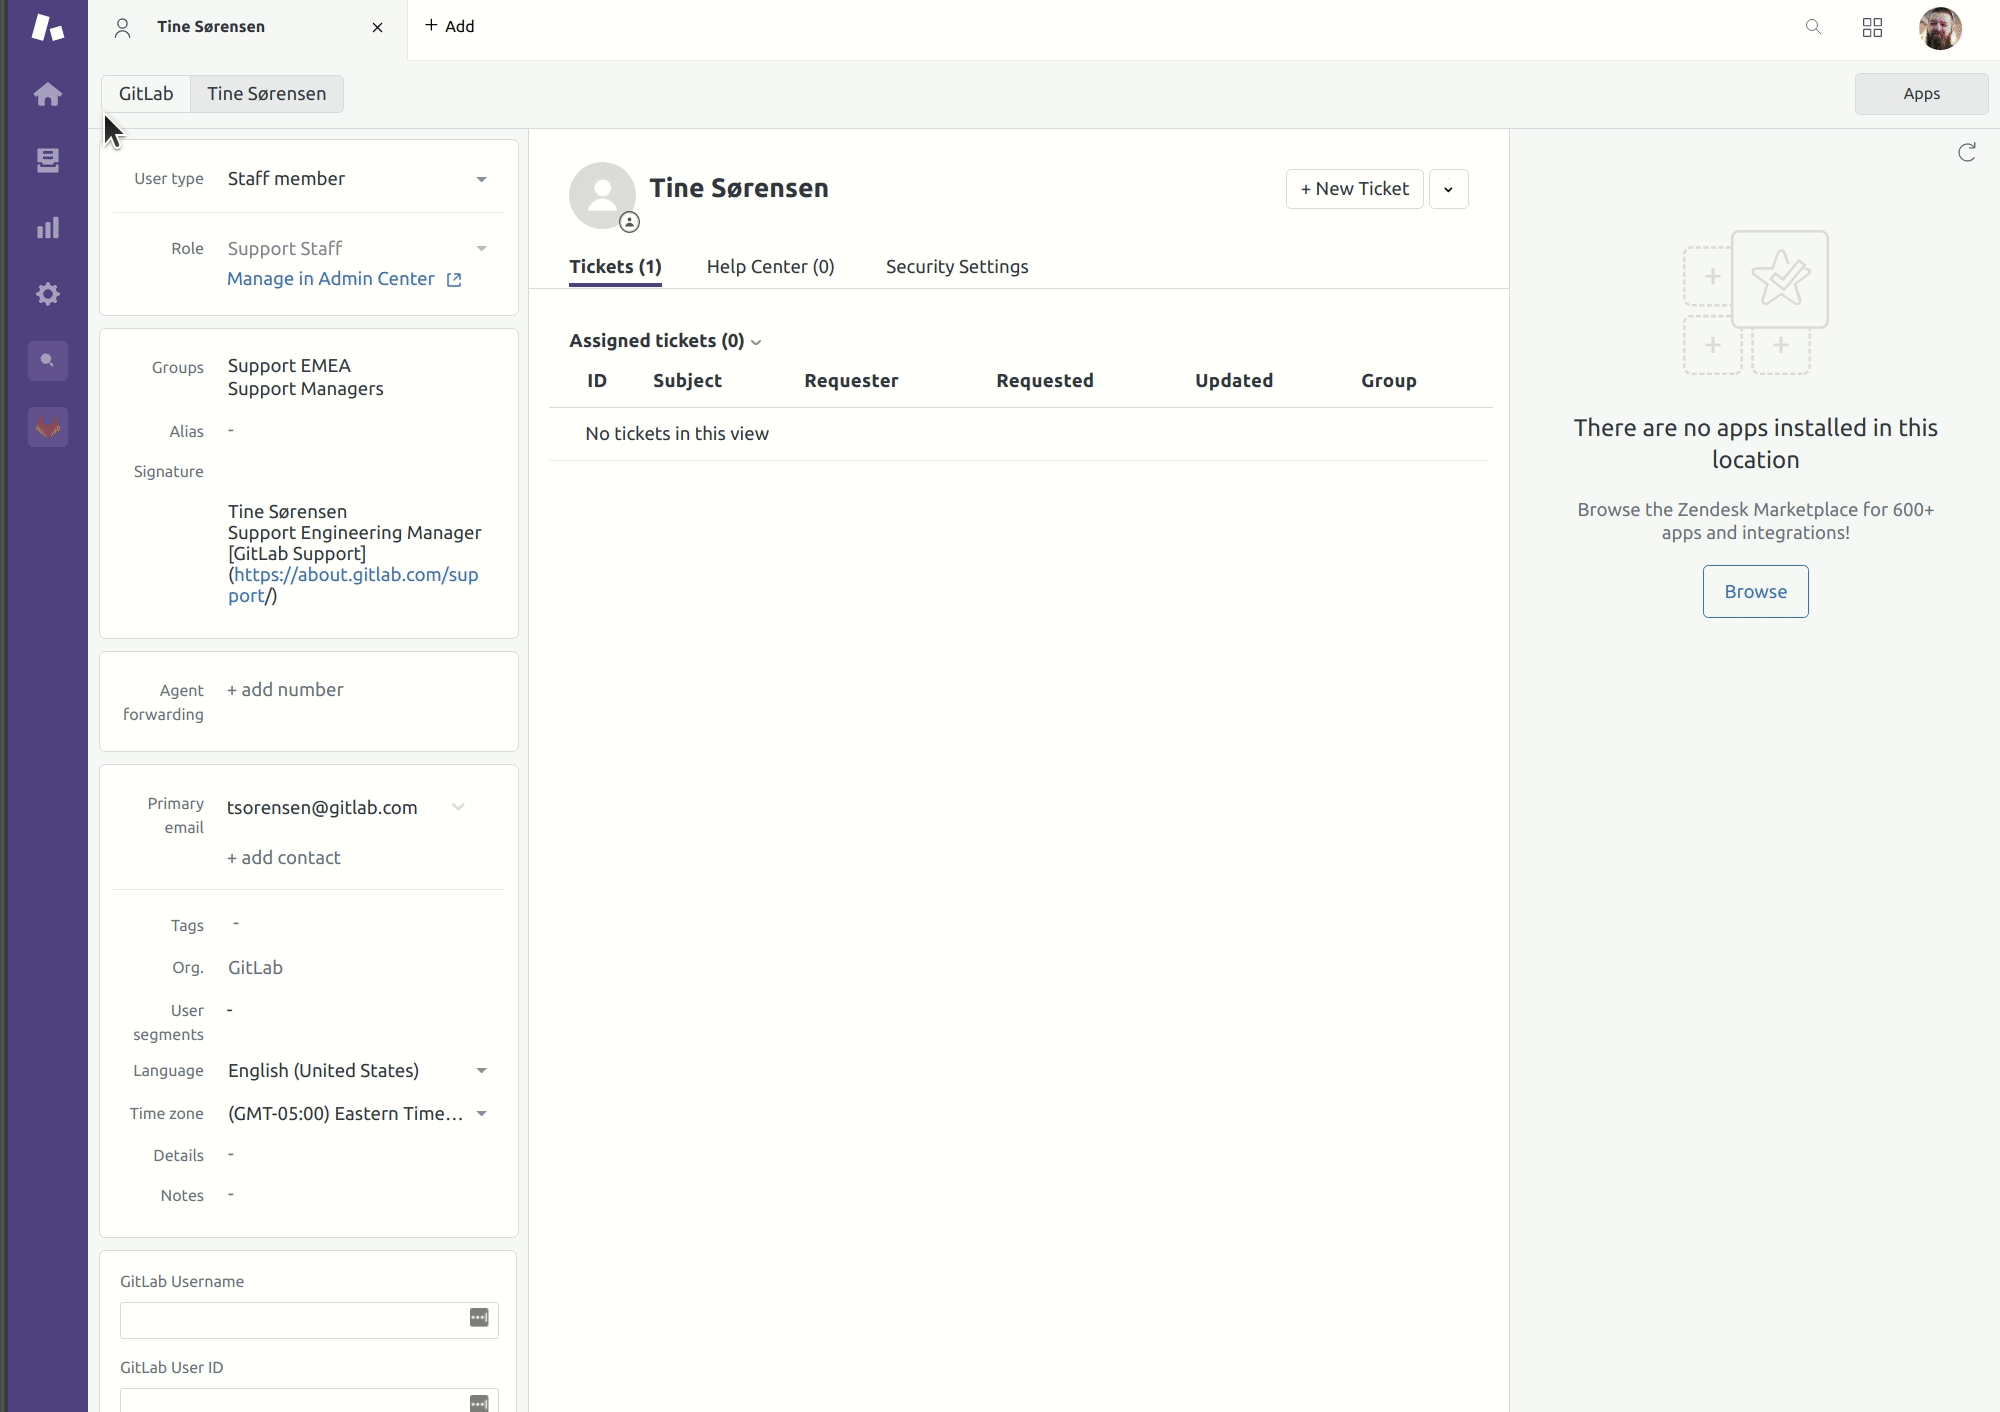 Tine Sørensen
+ Add
GitLab
Tine Sørensen
Apps
User type
Staff member
Role
Support Staff
Manage in Admin Center
Groups
Support EMEA
Support Managers
Alias
-
Signature
Tine Sørensen
Support Engineering Manager
[GitLab Support]
(https://about.gitlab.com/sup
port/)
Agent
forwarding
+ add number
Primary
email
tsorensen@gitlab.com
+ add contact
Tags
-
Org.
GitLab
User
segments
-
Language
English (United States)
Time zone
(GMT-05:00) Eastern Time...
Details
-
Notes
-
GitLab Username
GitLab User ID
Tine Sørensen
+ New Ticket
Tickets (1)
Help Center (0)
Security Settings
Assigned tickets (0)
ID Subject Requester Requested Updated Group
No tickets in this view
There are no apps installed in this
location
Browse the Zendesk Marketplace for 600+
apps and integrations!
Browse